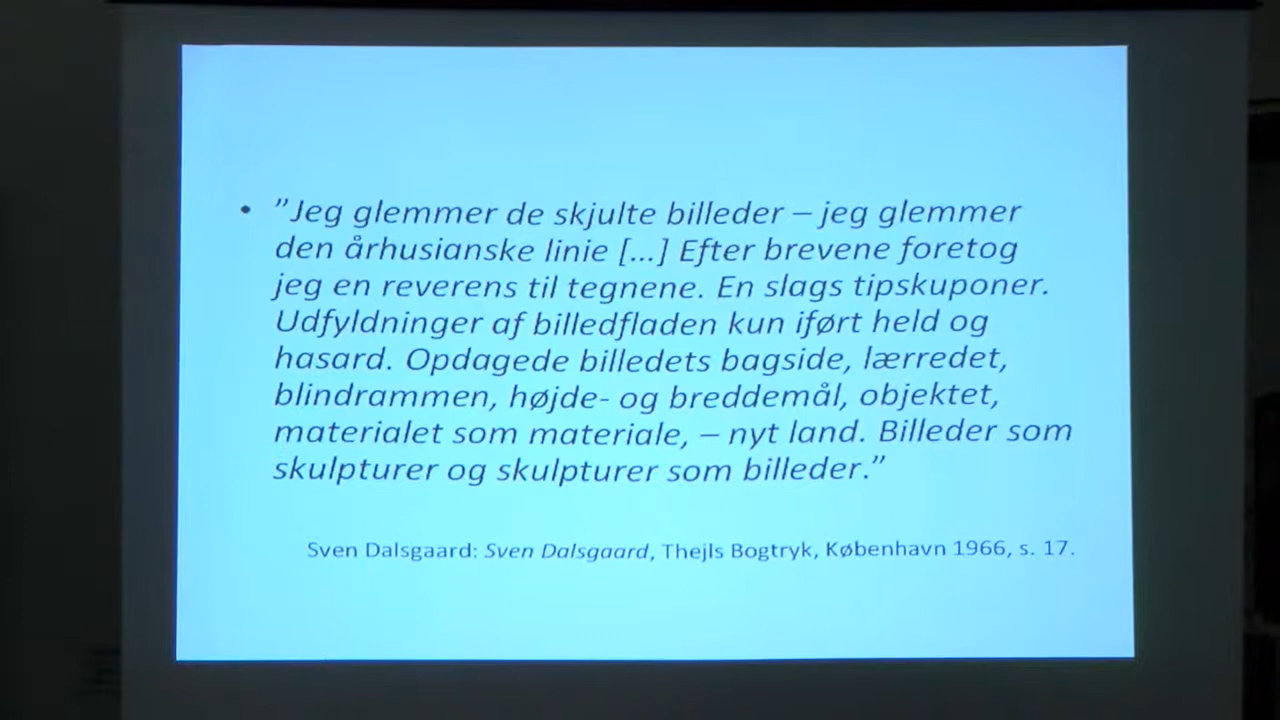 • ”Jeg glemmer de skjulte billeder – jeg glemmer
den århusianske linie [...] Efter brevene foretog
jeg en reverens til tegnene. En slags tipskuponer.
Udfyldninger af billedfladen kun iført held og
hasard. Opdagede billedets bagside, lærredet,
blindrammen, højde- og breddemål, objektet,
materialet som materiale, – nyt land. Billeder som
skulpturer og skulpturer som billeder.”
Sven Dalsgaard: Sven Dalsgaard, Thejls Bogtryk, København 1966, s. 17.